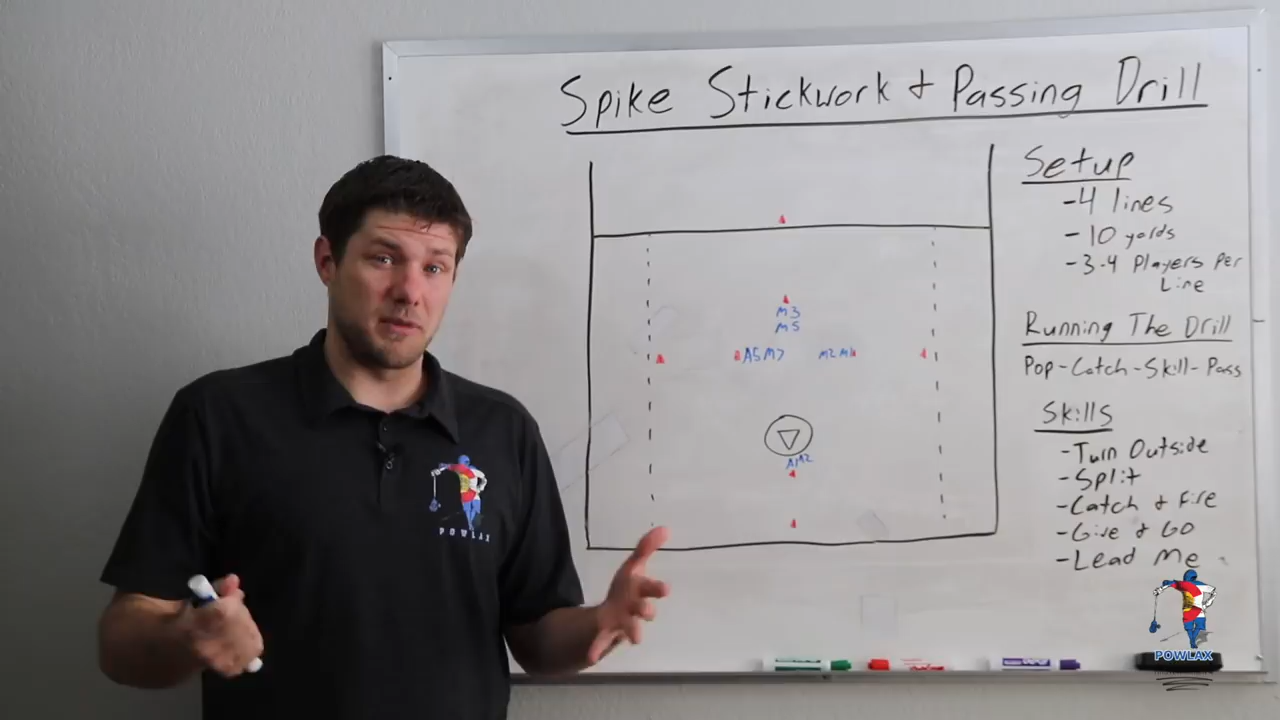 Spike Stickwork + Passing Drill
Setup
-4 lines
-10 yards
-3-4 Players Per
Line
Running The Drill
Pop-Catch-Skill-Pass
Skills
-Turn Outside
-Split
-Catch + Fire
-Give + GO
-Lead Me
M3
M5
A5 M7
M2
A1 A2
POWLAX
POWLAX